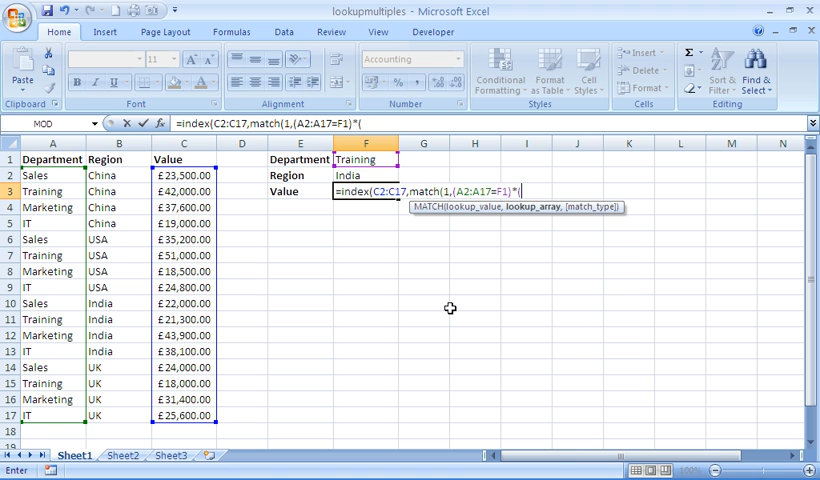 lookupmultiples - Microsoft Excel
Home Insert Page Layout Formulas Data Review View Developer
Paste
Clipboard
11 A A
B I U
Font
Alignment
Accounting
% ,
Number
Conditional Formatting
Format as Table
Cell Styles
Styles
Insert
Delete
Format
Cells
Σ
Sort & Filter
Find & Select
Editing
MOD fx =index(C2:C17,match(1,(A2:A17=F1)*(
A B C D E F G H I J K L M N
1 Department Region Value Department Training
2 Sales China £23,500.00 Region India
3 Training China £42,000.00 Value =index(C2:C17,match(1,(A2:A17=F1)*(
4 Marketing China £37,600.00 MATCH(lookup_value, lookup_array, [match_type])
5 IT China £19,000.00
6 Sales USA £35,200.00
7 Training USA £51,000.00
8 Marketing USA £18,500.00
9 IT USA £24,800.00
10 Sales India £22,000.00
11 Training India £21,300.00
12 Marketing India £43,900.00
13 IT India £38,100.00
14 Sales UK £24,000.00
15 Training UK £18,000.00
16 Marketing UK £31,400.00
17 IT UK £25,600.00
18
19
Sheet1 Sheet2 Sheet3
Enter 100%